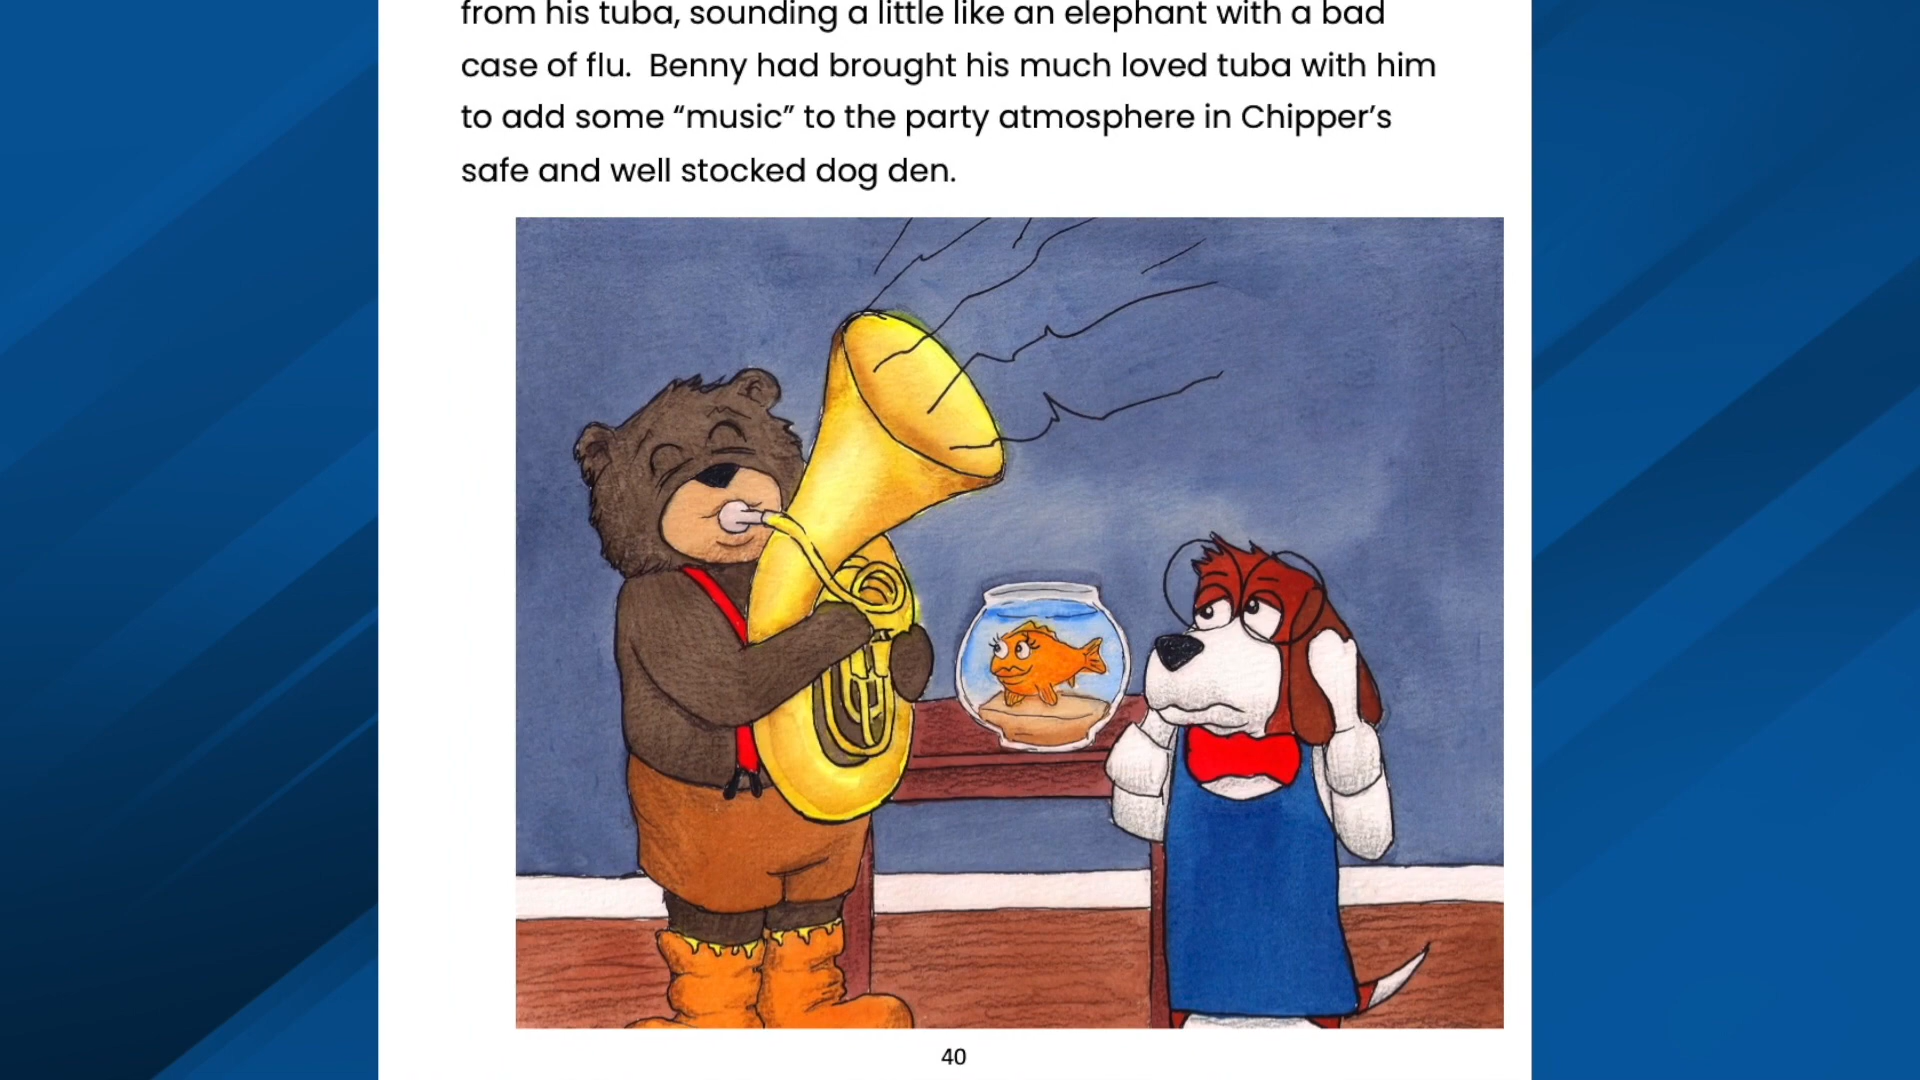 from his tuba, sounding a little like an elephant with a bad
case of flu.  Benny had brought his much loved tuba with him
to add some “music” to the party atmosphere in Chipper’s
safe and well stocked dog den.
40